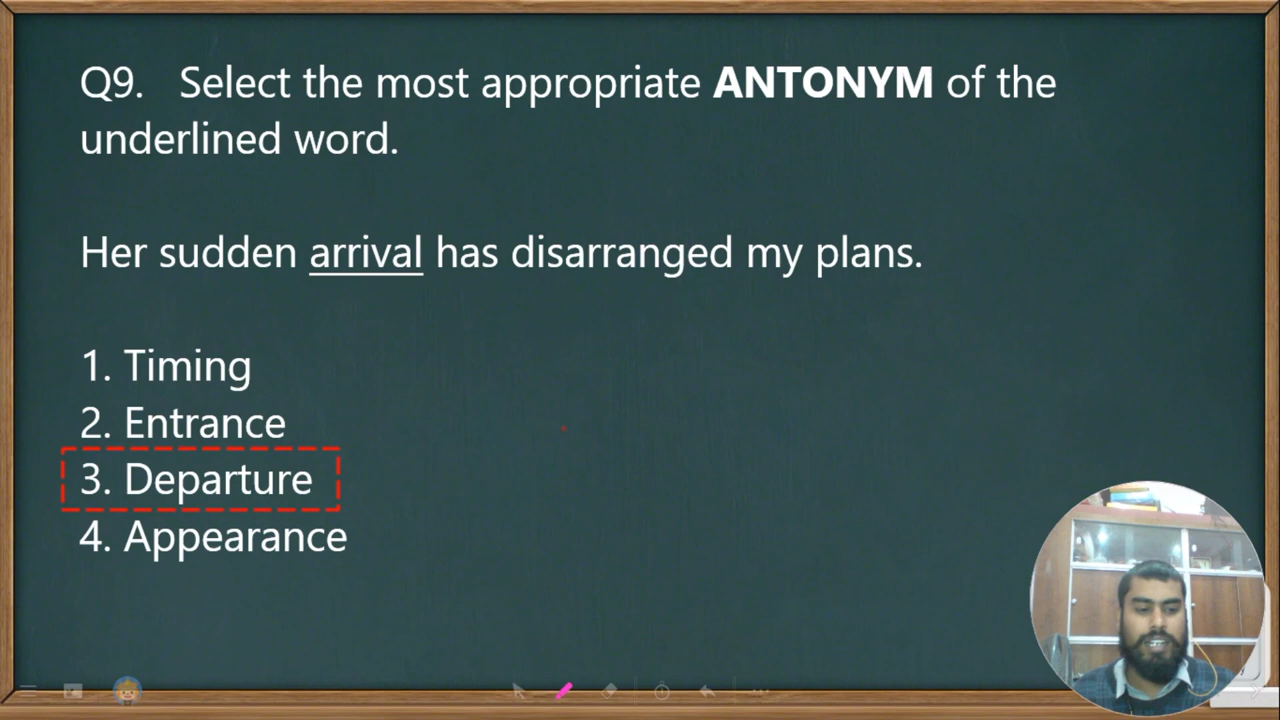 Q9. Select the most appropriate ANTONYM of the
underlined word.
Her sudden arrival has disarranged my plans.
1. Timing
2. Entrance
3. Departure
4. Appearance